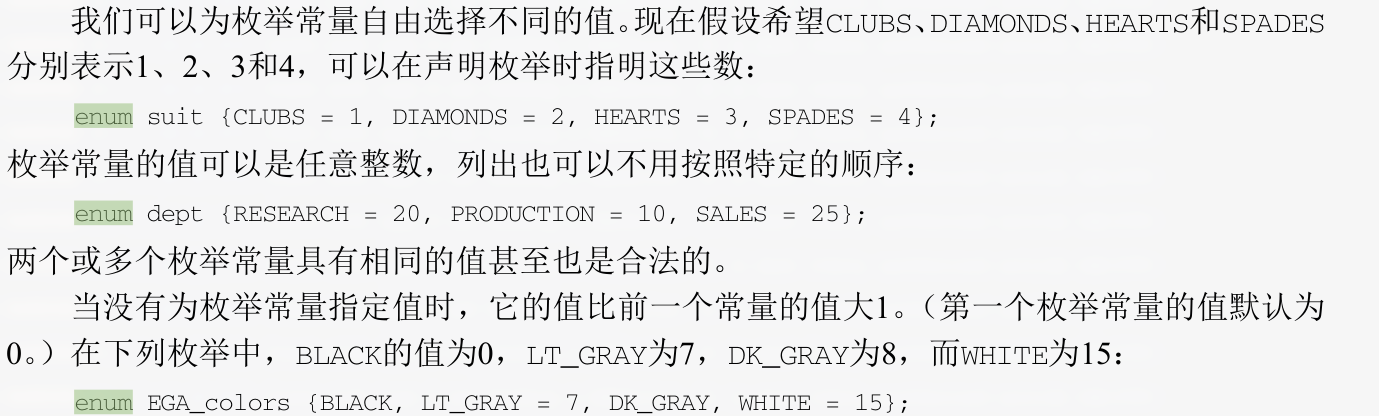 我们可以为枚举常量自由选择不同的值。现在假设希望CLUBS、DIAMONDS、HEARTS和SPADES
分别表示1、2、3和4，可以在声明枚举时指明这些数：
enum suit {CLUBS = 1, DIAMONDS = 2, HEARTS = 3, SPADES = 4};
枚举常量的值可以是任意整数，列出也可以不用按照特定的顺序：
enum dept {RESEARCH = 20, PRODUCTION = 10, SALES = 25};
两个或多个枚举常量具有相同的值甚至也是合法的。
当没有为枚举常量指定值时，它的值比前一个常量的值大1。（第一个枚举常量的值默认为
0。）在下列枚举中，BLACK的值为0，LT_GRAY为7，DK_GRAY为8，而WHITE为15：
enum EGA_colors {BLACK, LT_GRAY = 7, DK_GRAY, WHITE = 15};